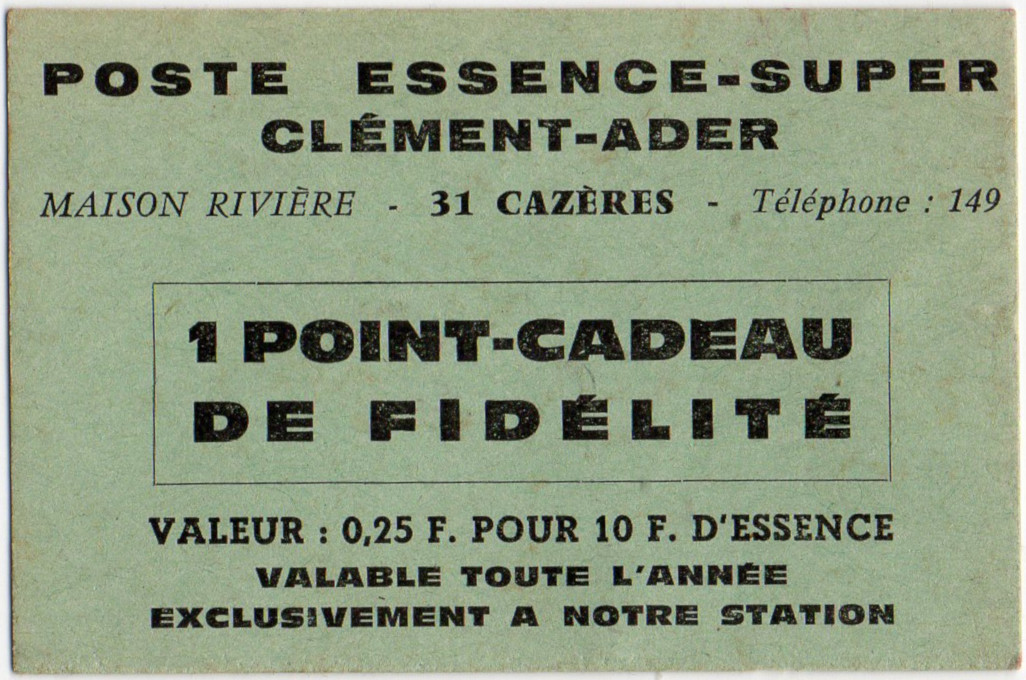 POSTE ESSENCE-SUPER
CLÉMENT-ADER
MAISON RIVIÈRE - 31 CAZÈRES - Téléphone : 149
1 POINT-CADEAU
DE FIDÉLITÉ
VALEUR : 0,25 F. POUR 10 F. D'ESSENCE
VALABLE TOUTE L'ANNÉE
EXCLUSIVEMENT A NOTRE STATION